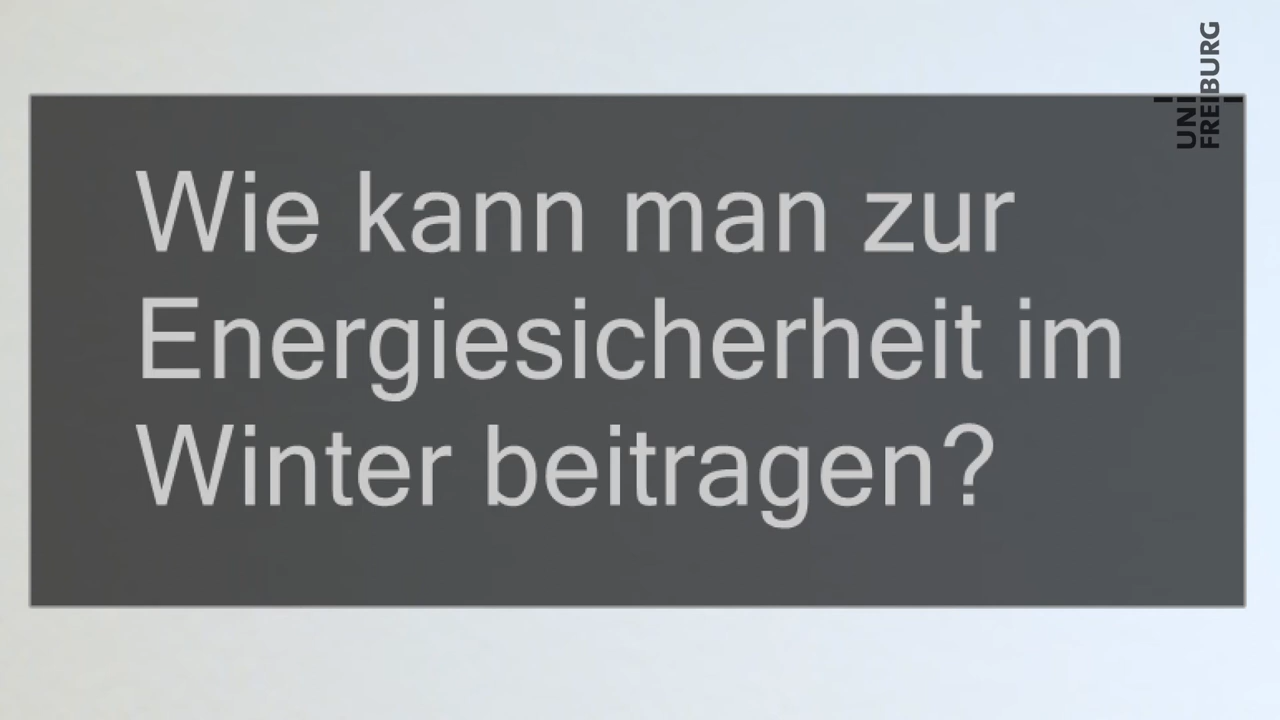 UNI
FREIBURG
Wie kann man zur
Energiesicherheit im
Winter beitragen?